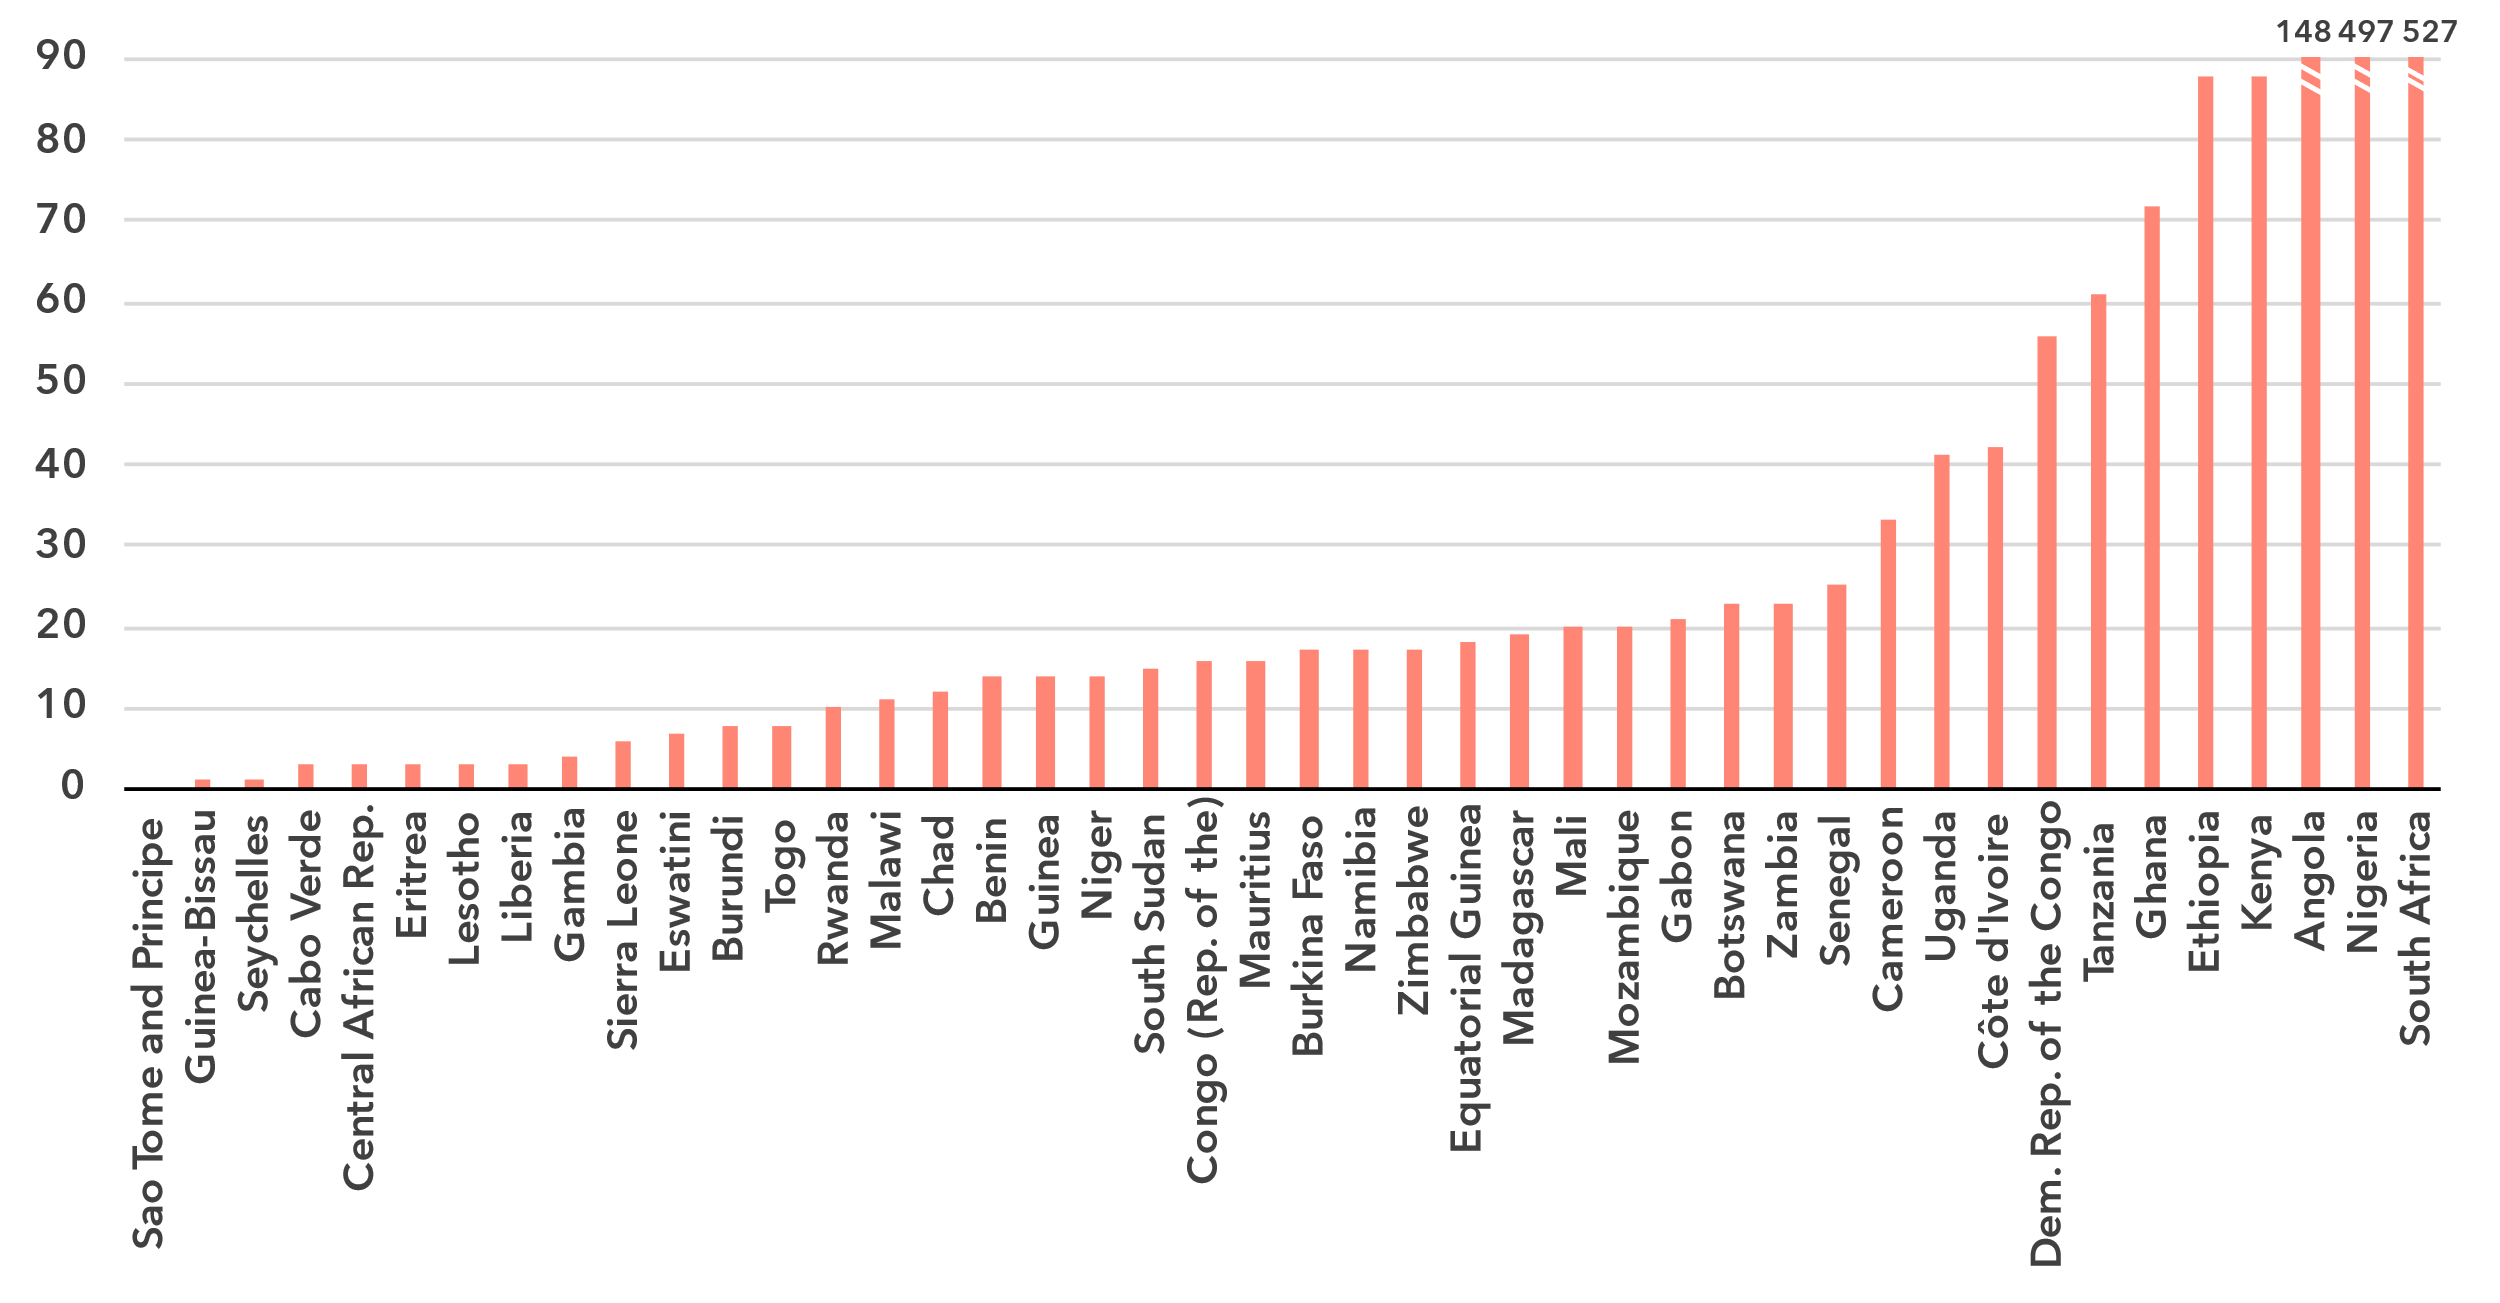 148 497 527
90
80
70
60
50
40
30
20
10
0
Sao Tome and Principe
Guinea-Bissau
Seychelles
Cabo Verde
Central African Rep.
Eritrea
Lesotho
Liberia
Gambia
Sierra Leone
Eswatini
Burundi
Togo
Rwanda
Malawi
Chad
Benin
Guinea
Niger
South Sudan
Congo (Rep. of the)
Mauritius
Burkina Faso
Namibia
Zimbabwe
Equatorial Guinea
Madagascar
Mali
Mozambique
Gabon
Botswana
Zambia
Senegal
Cameroon
Uganda
Côte d'Ivoire
Dem. Rep. of the Congo
Tanzania
Ghana
Ethiopia
Kenya
Angola
Nigeria
South Africa